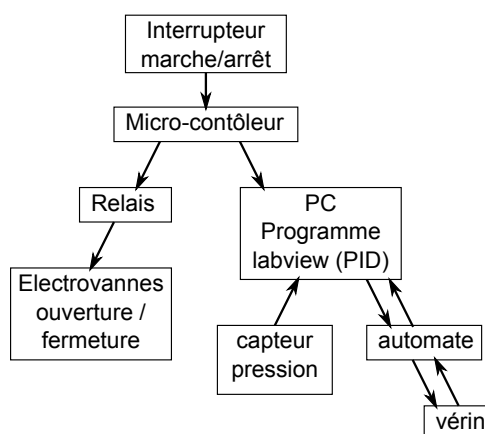 Interrupteur
marche/arrêt
Micro-contôleur
Relais
PC
Programme
labview (PID)
Electrovannes
ouverture /
fermeture
capteur
pression
automate
vérin